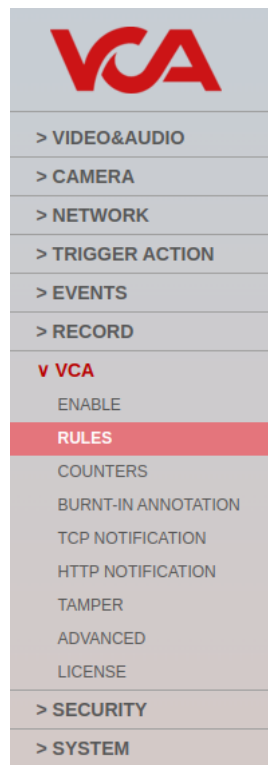 VCA
> VIDEO&AUDIO
> CAMERA
> NETWORK
> TRIGGER ACTION
> EVENTS
> RECORD
∨ VCA
ENABLE
RULES
COUNTERS
BURNT-IN ANNOTATION
TCP NOTIFICATION
HTTP NOTIFICATION
TAMPER
ADVANCED
LICENSE
> SECURITY
> SYSTEM